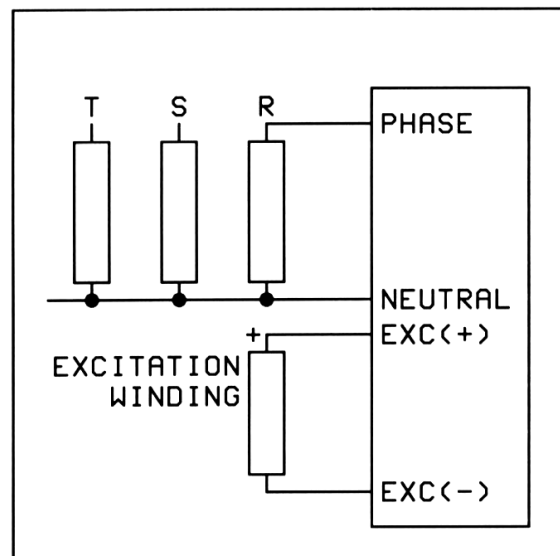 T S R
PHASE
NEUTRAL
+ EXC(+)
EXCITATION
WINDING
EXC(-)